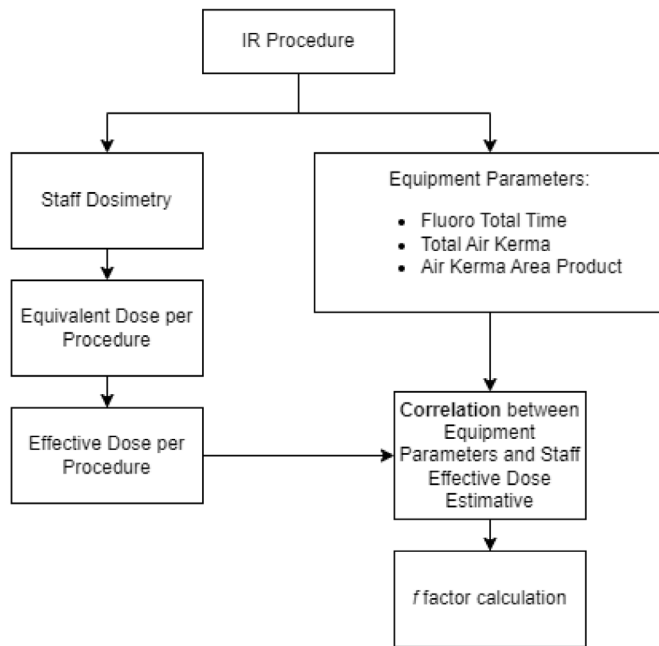 IR Procedure
Staff Dosimetry
Equipment Parameters:
• Fluoro Total Time
• Total Air Kerma
• Air Kerma Area Product
Equivalent Dose per
Procedure
Effective Dose per
Procedure
Correlation between
Equipment
Parameters and Staff
Effective Dose
Estimative
f factor calculation